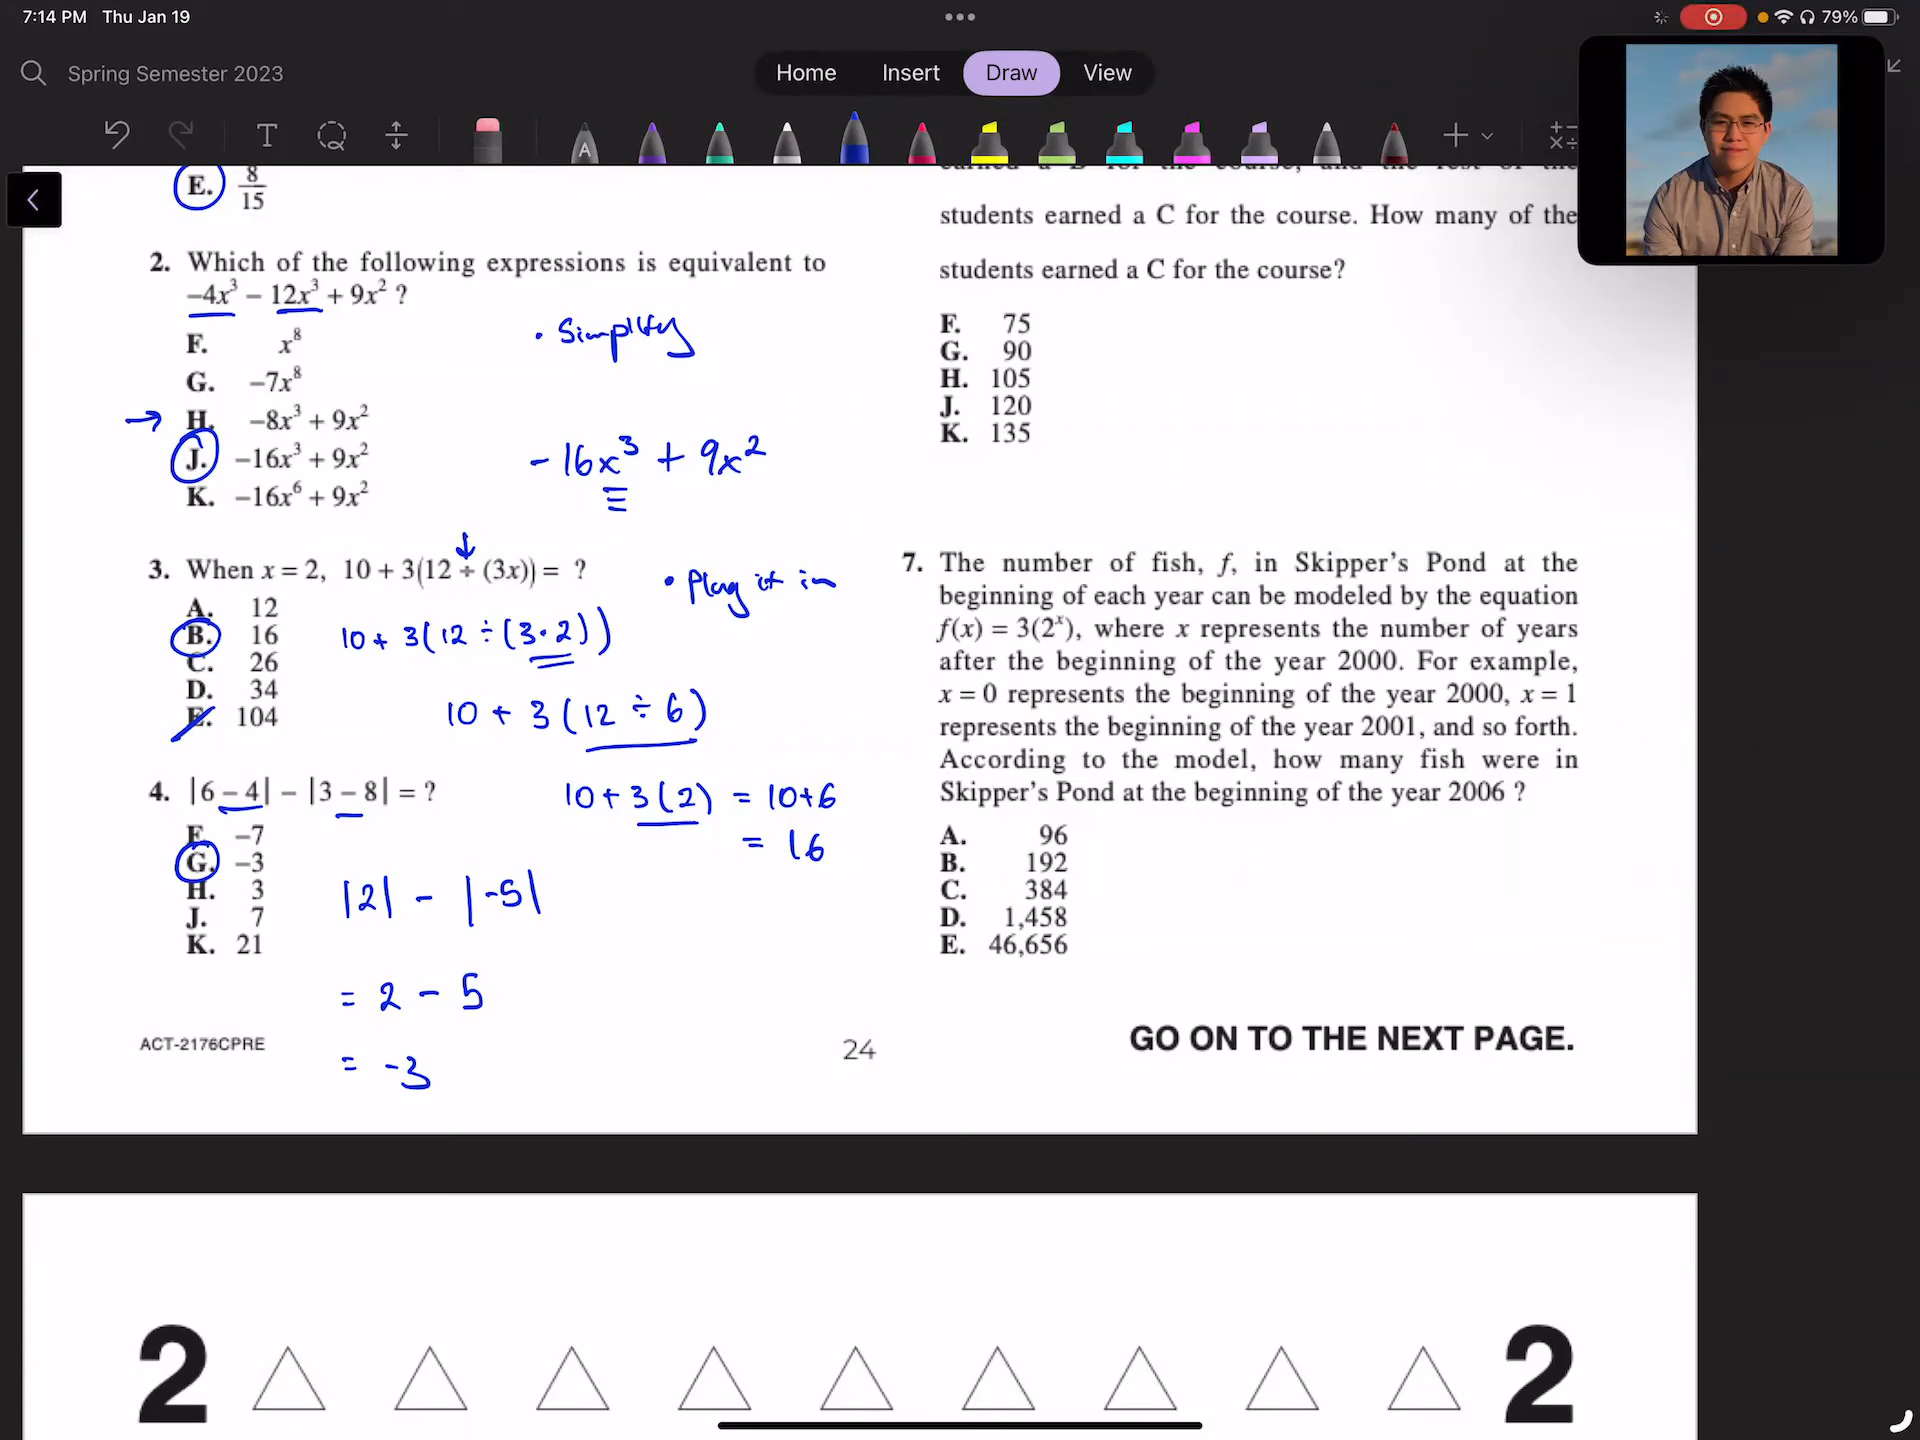 7:14 PM Thu Jan 19
79%
Spring Semester 2023
Home Insert Draw View
E. 8/15
2. Which of the following expressions is equivalent to
−4x³ − 12x³ + 9x² ?
• Simplify
F. x⁸
G. −7x⁸
→ H. −8x³ + 9x²
J. −16x³ + 9x²
K. −16x⁶ + 9x²
-16x³ + 9x²
3. When x = 2, 10 + 3(12 ÷ (3x)) = ?
• Plug it in
A. 12
B. 16
C. 26
D. 34
E. 104
10 + 3(12 ÷ (3·2))
10 + 3(12 ÷ 6)
10 + 3(2) = 10+6
= 16
4. |6 − 4| − |3 − 8| = ?
F. −7
G. −3
H. 3
J. 7
K. 21
|2| - |-5|
= 2 - 5
= -3
students earned a C for the course. How many of the
students earned a C for the course?
F. 75
G. 90
H. 105
J. 120
K. 135
7. The number of fish, f, in Skipper's Pond at the
beginning of each year can be modeled by the equation
f(x) = 3(2ˣ), where x represents the number of years
after the beginning of the year 2000. For example,
x = 0 represents the beginning of the year 2000, x = 1
represents the beginning of the year 2001, and so forth.
According to the model, how many fish were in
Skipper's Pond at the beginning of the year 2006 ?
A. 96
B. 192
C. 384
D. 1,458
E. 46,656
ACT-2176CPRE
24
GO ON TO THE NEXT PAGE.
2 2